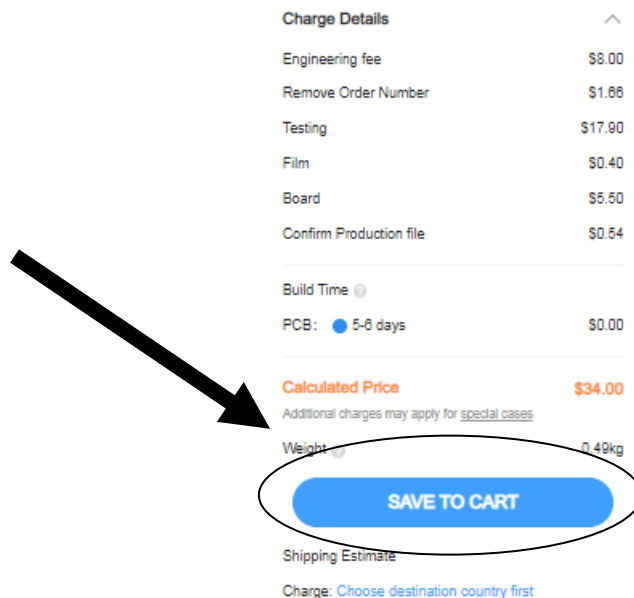 Charge Details
Engineering fee $8.00
Remove Order Number $1.66
Testing $17.90
Film $0.40
Board $5.50
Confirm Production file $0.54
Build Time
PCB: 5-6 days $0.00
Calculated Price $34.00
Additional charges may apply for special cases
Weight 0.49kg
SAVE TO CART
Shipping Estimate
Charge: Choose destination country first